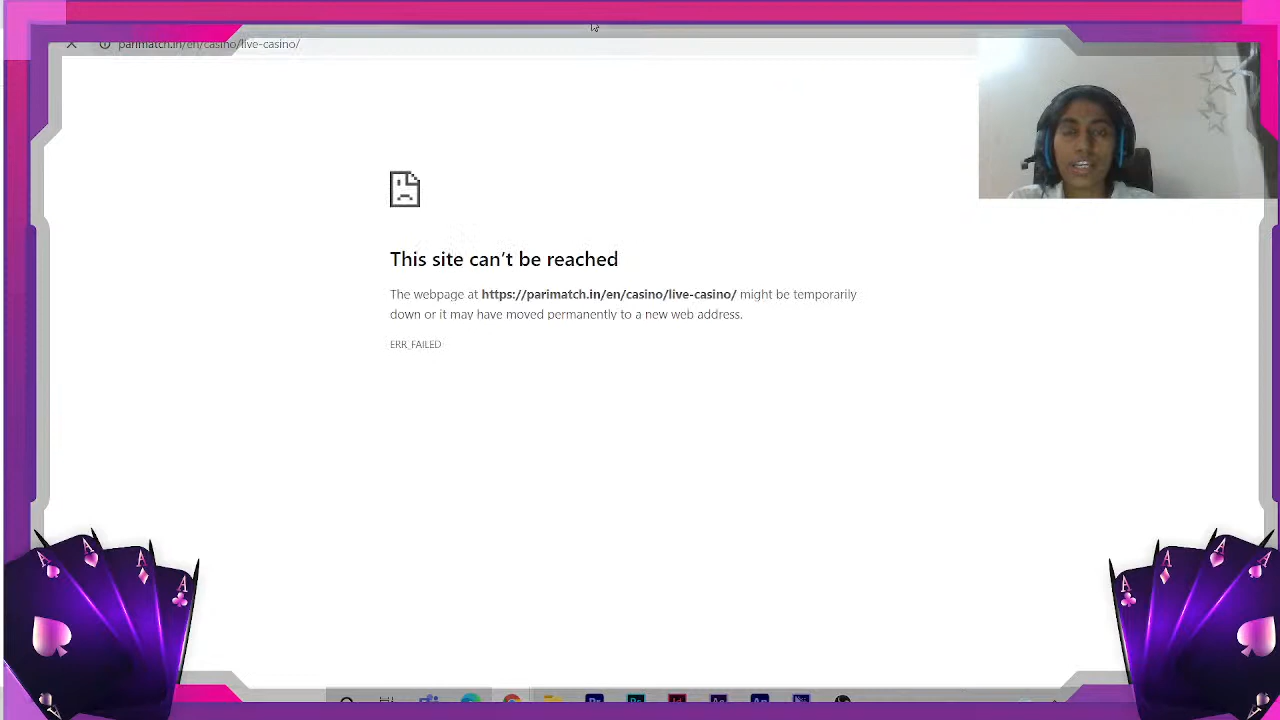 parimatch.in/en/casino/live-casino/
This site can't be reached
The webpage at https://parimatch.in/en/casino/live-casino/ might be temporarily
down or it may have moved permanently to a new web address.
ERR_FAILED
A
A
A
A
A
A
A
A